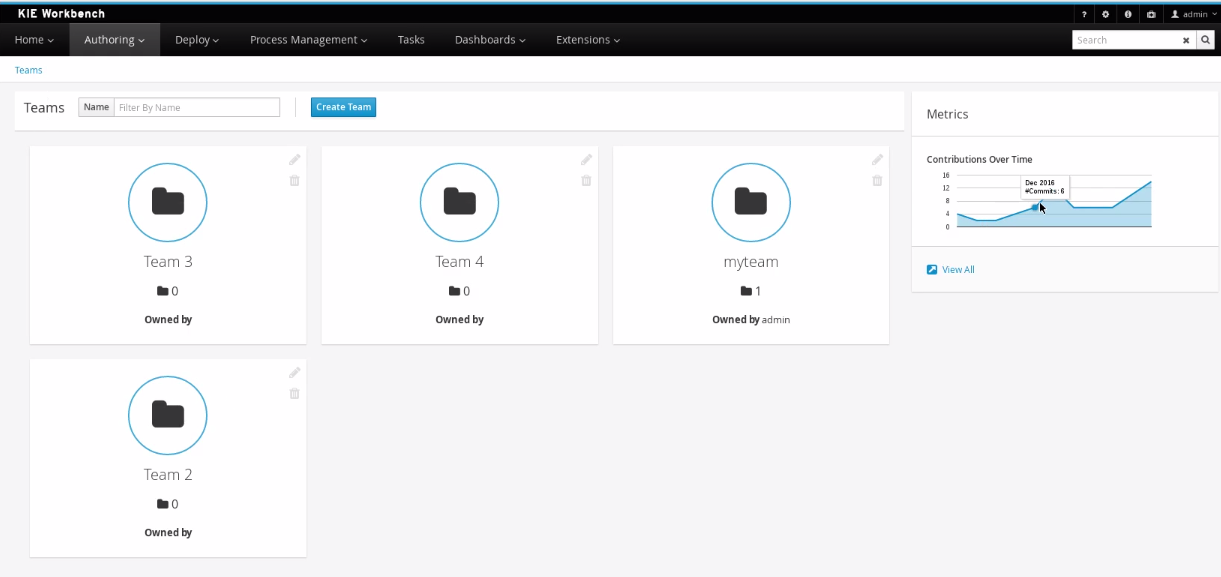 KIE Workbench
? admin
Home Authoring Deploy Process Management Tasks Dashboards Extensions Search
Teams
Teams Name Filter By Name Create Team
Team 3
0
Owned by
Team 4
0
Owned by
myteam
1
Owned by admin
Team 2
0
Owned by
Metrics
Contributions Over Time
16
12
8
4
0
Dec 2016
#Commits: 6
View All